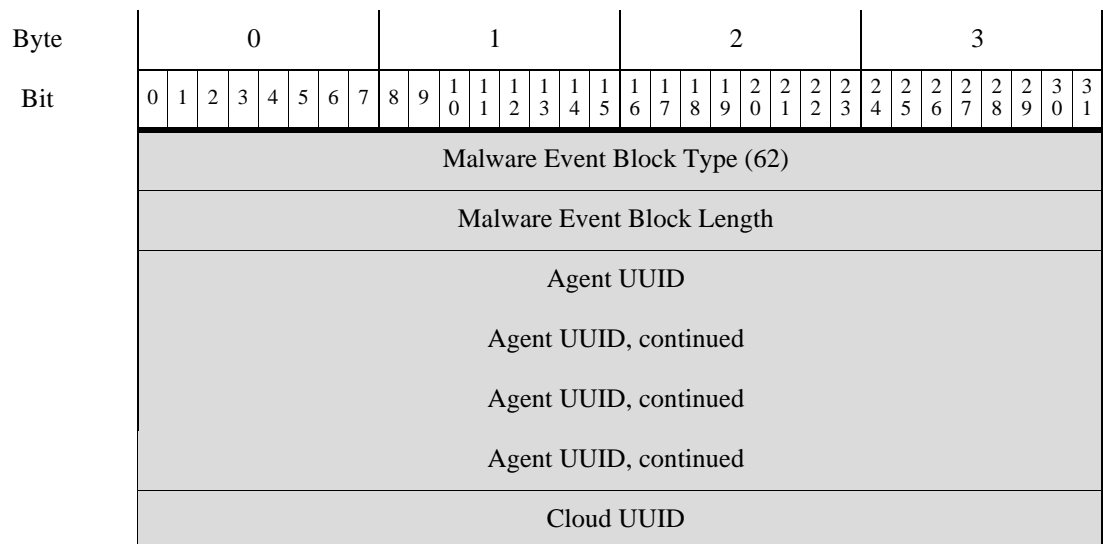 Byte 0 1 2 3
Bit 0 1 2 3 4 5 6 7 8 9 10 11 12 13 14 15 16 17 18 19 20 21 22 23 24 25 26 27 28 29 30 31
Malware Event Block Type (62)
Malware Event Block Length
Agent UUID
Agent UUID, continued
Agent UUID, continued
Agent UUID, continued
Cloud UUID